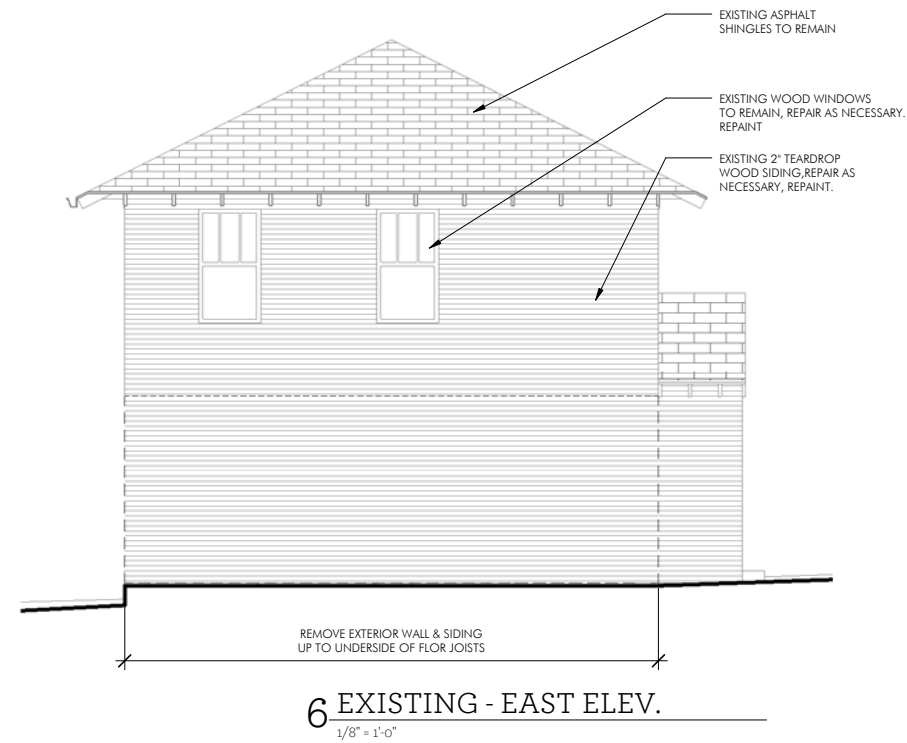 EXISTING ASPHALT
SHINGLES TO REMAIN
EXISTING WOOD WINDOWS
TO REMAIN, REPAIR AS NECESSARY.
REPAINT
EXISTING 2" TEARDROP
WOOD SIDING,REPAIR AS
NECESSARY, REPAINT.
REMOVE EXTERIOR WALL & SIDING
UP TO UNDERSIDE OF FLOR JOISTS
6 EXISTING - EAST ELEV.
1/8" = 1'-0"